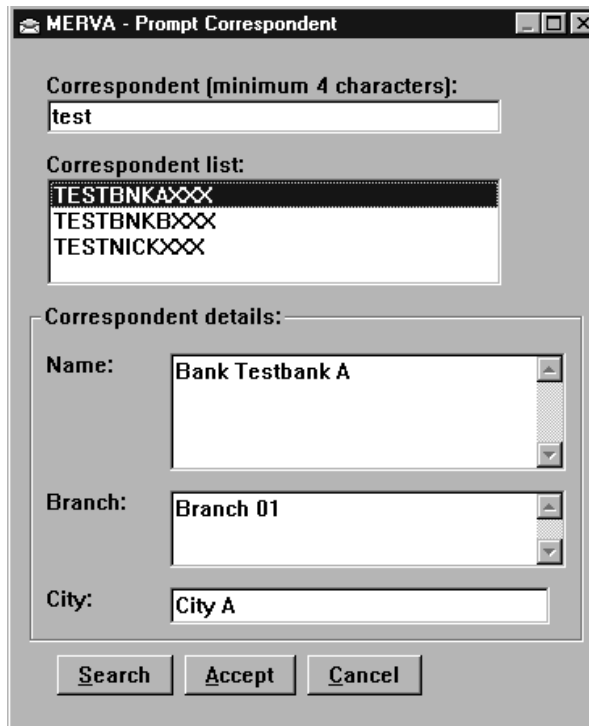 MERVA - Prompt Correspondent
Correspondent (minimum 4 characters):
test
Correspondent list:
TESTBNKAXXX
TESTBNKBXXX
TESTNICKXXX
Correspondent details:
Name:
Bank Testbank A
Branch:
Branch 01
City:
City A
Search Accept Cancel